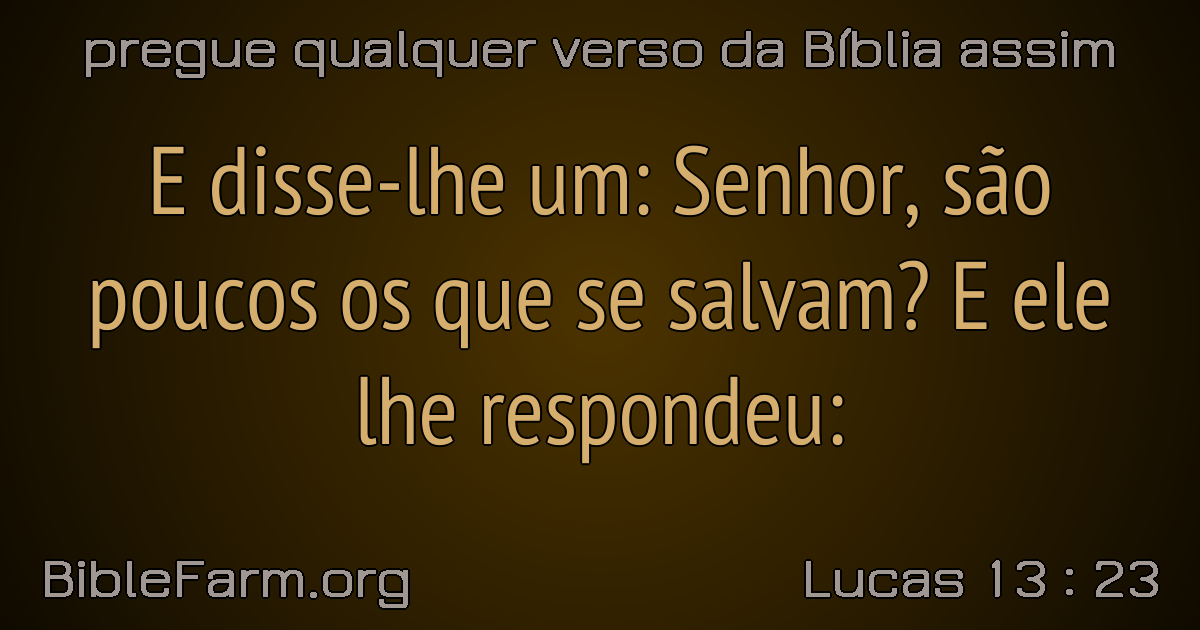 pregue qualquer verso da Bíblia assim
E disse-lhe um: Senhor, são
poucos os que se salvam? E ele
lhe respondeu:
BibleFarm.org
Lucas 13 : 23